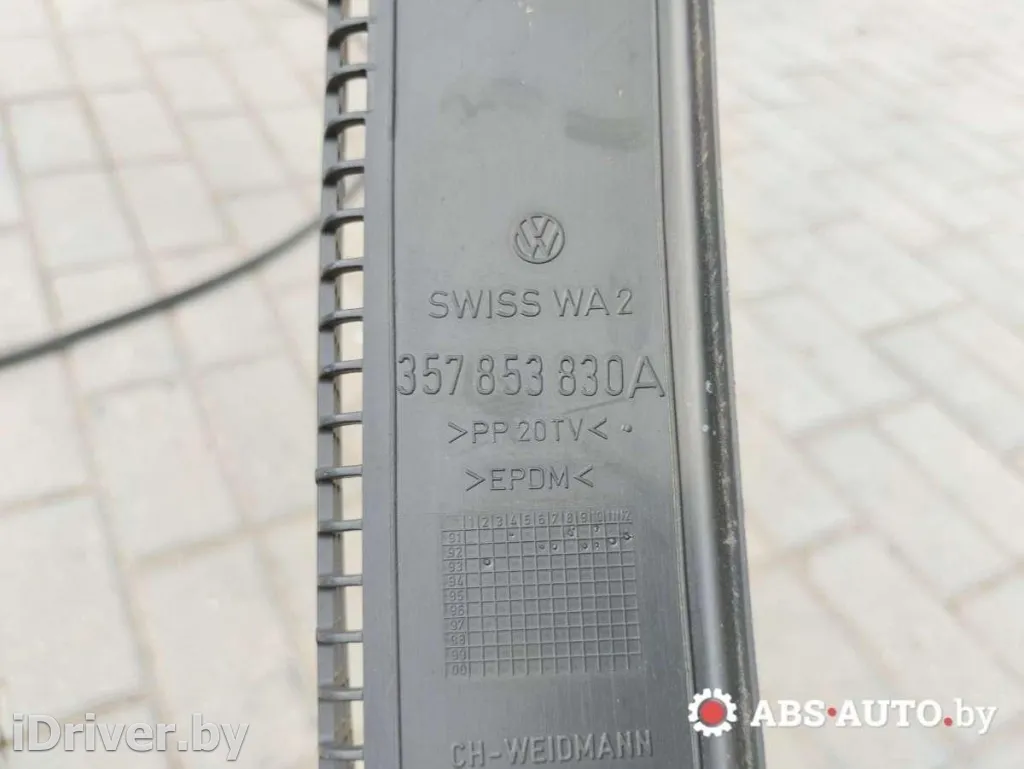 SWISS WA 2
357 853 830A
>PP 20TV<
>EPDM<
1 2 3 4 5 6 7 8 9 10 11 12
91
92
93
94
95
96
97
98
99
00
CH-WEIDMANN
iDriver.by
ABS-AUTO.by